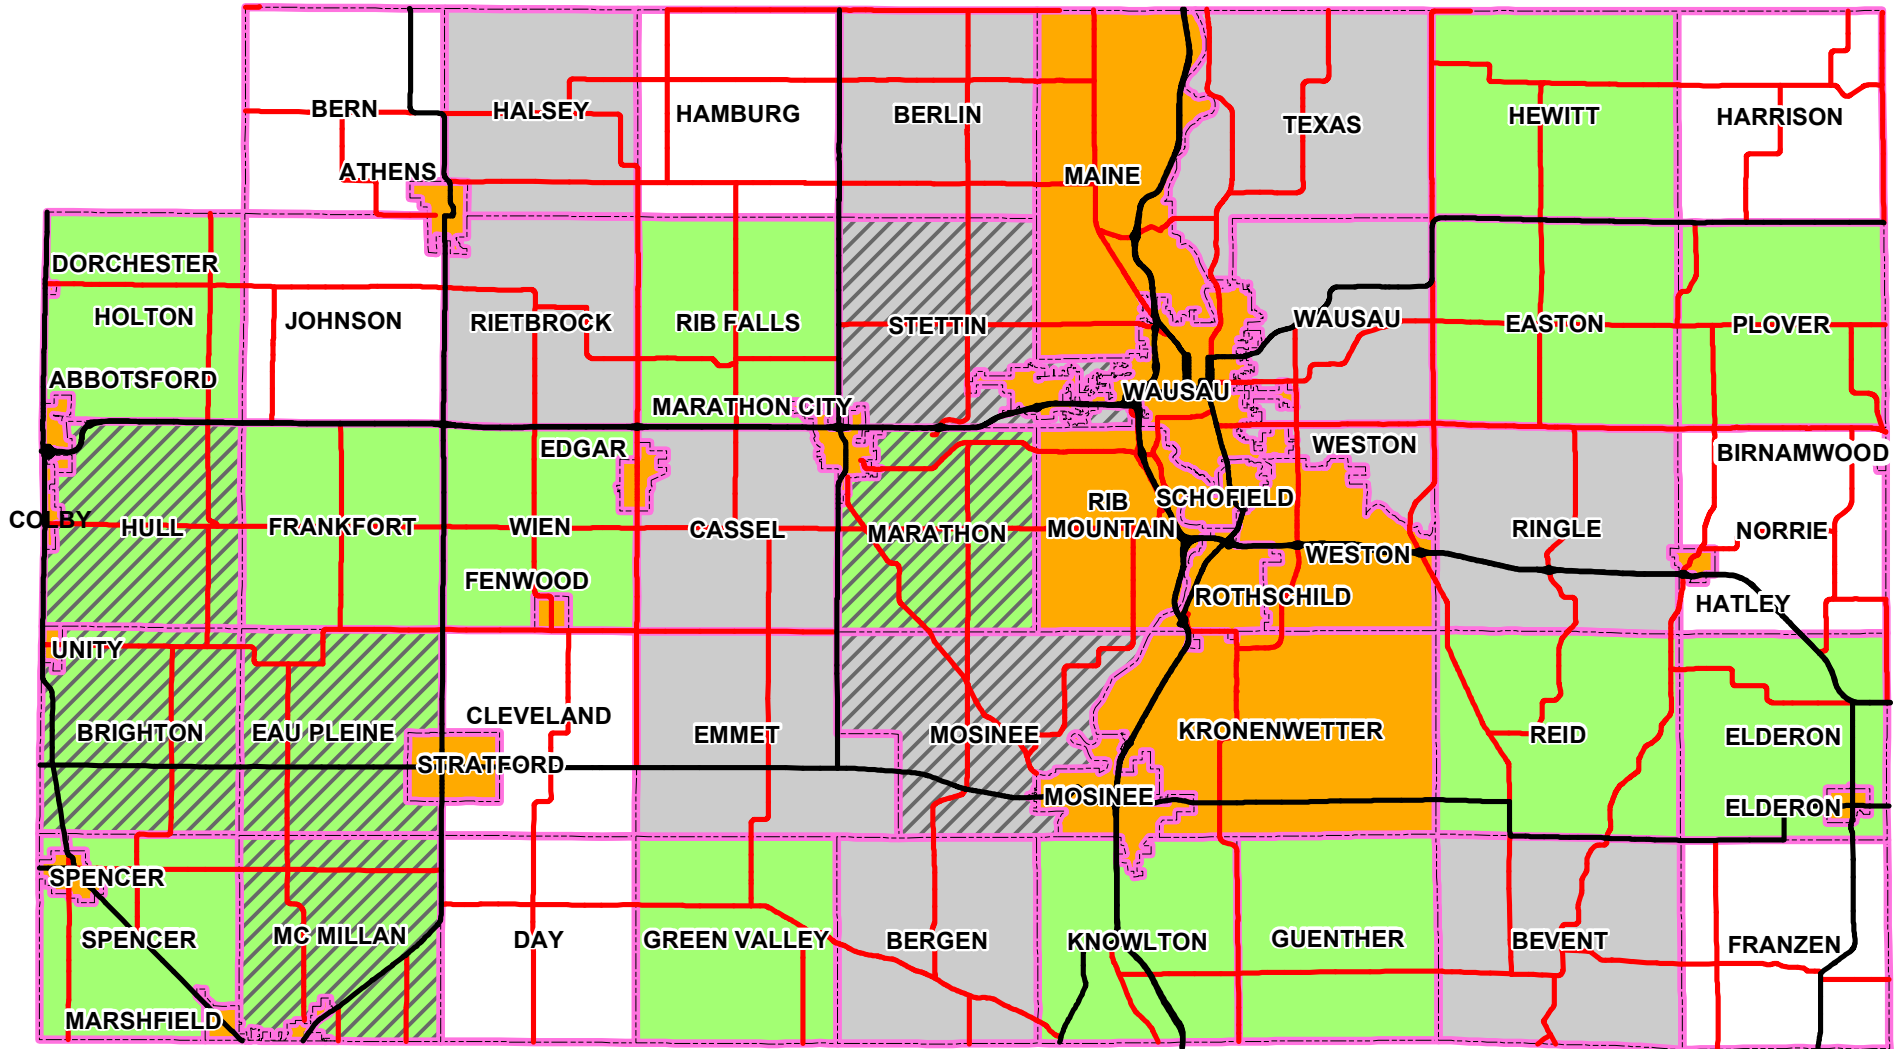 BERN
HALSEY
HAMBURG
BERLIN
TEXAS
HEWITT
HARRISON
ATHENS
MAINE
DORCHESTER
HOLTON
JOHNSON
RIETBROCK
RIB FALLS
STETTIN
WAUSAU
EASTON
PLOVER
ABBOTSFORD
MARATHON CITY
WAUSAU
EDGAR
WESTON
BIRNAMWOOD
COLBY
HULL
FRANKFORT
WIEN
CASSEL
MARATHON
RIB
MOUNTAIN
SCHOFIELD
RINGLE
NORRIE
WESTON
FENWOOD
ROTHSCHILD
HATLEY
UNITY
BRIGHTON
EAU PLEINE
CLEVELAND
EMMET
MOSINEE
KRONENWETTER
REID
ELDERON
STRATFORD
MOSINEE
ELDERON
SPENCER
SPENCER
MC MILLAN
DAY
GREEN VALLEY
BERGEN
KNOWLTON
GUENTHER
BEVENT
FRANZEN
MARSHFIELD